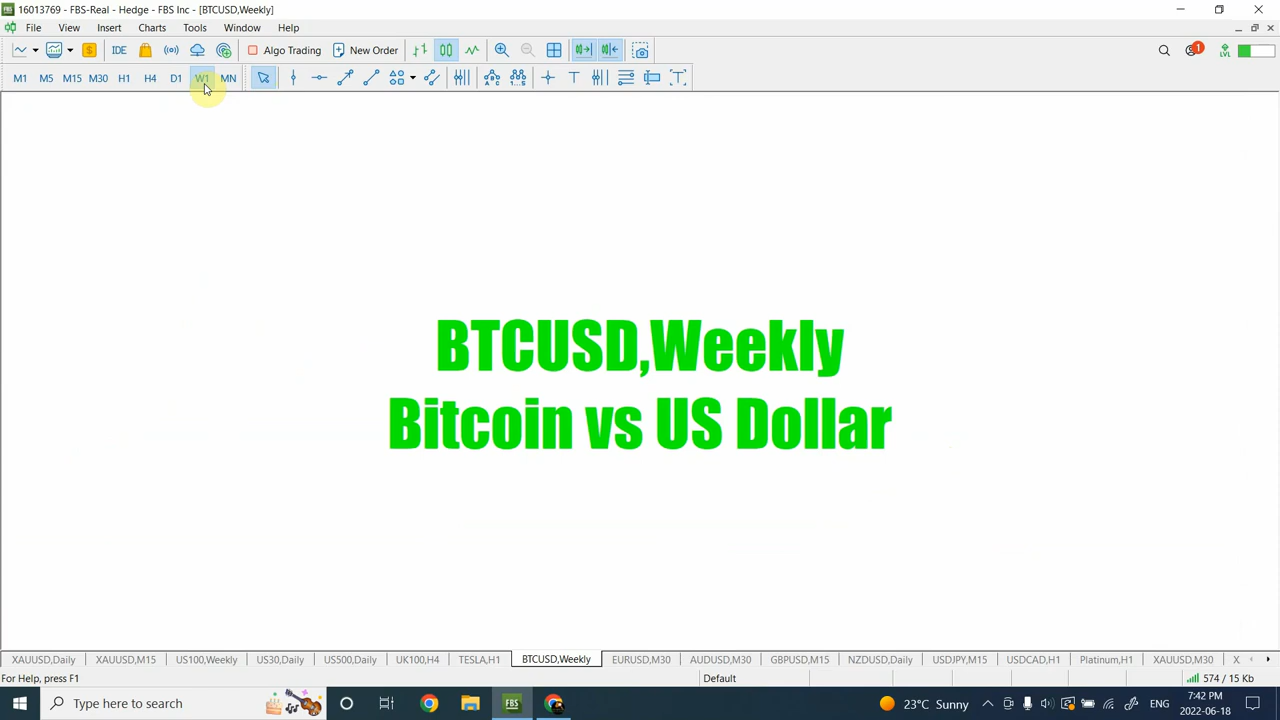 16013769 - FBS-Real - Hedge - FBS Inc - [BTCUSD,Weekly]
File View Insert Charts Tools Window Help
IDE Algo Trading New Order 1 LVL
M1 M5 M15 M30 H1 H4 D1 W1 MN
BTCUSD,Weekly
Bitcoin vs US Dollar
XAUUSD,Daily XAUUSD,M15 US100,Weekly US30,Daily US500,Daily UK100,H4 TESLA,H1 BTCUSD,Weekly EURUSD,M30 AUDUSD,M30 GBPUSD,M15 NZDUSD,Daily USDJPY,M15 USDCAD,H1 Platinum,H1 XAUUSD,M30 X
For Help, press F1 Default 574 / 15 Kb
Type here to search FBS 23°C Sunny ENG 7:42 PM
2022-06-18